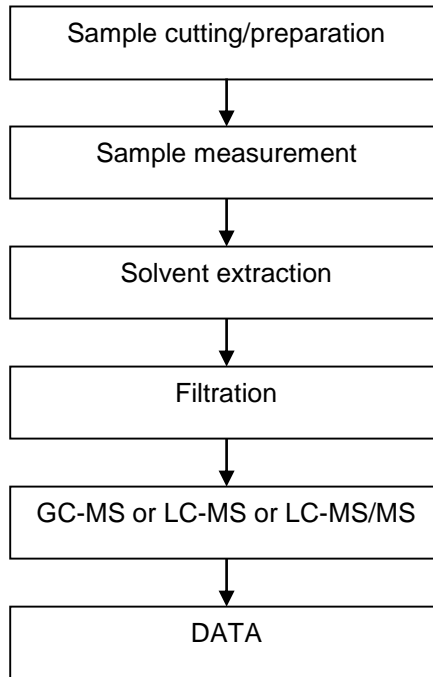 Sample cutting/preparation
Sample measurement
Solvent extraction
Filtration
GC-MS or LC-MS or LC-MS/MS
DATA